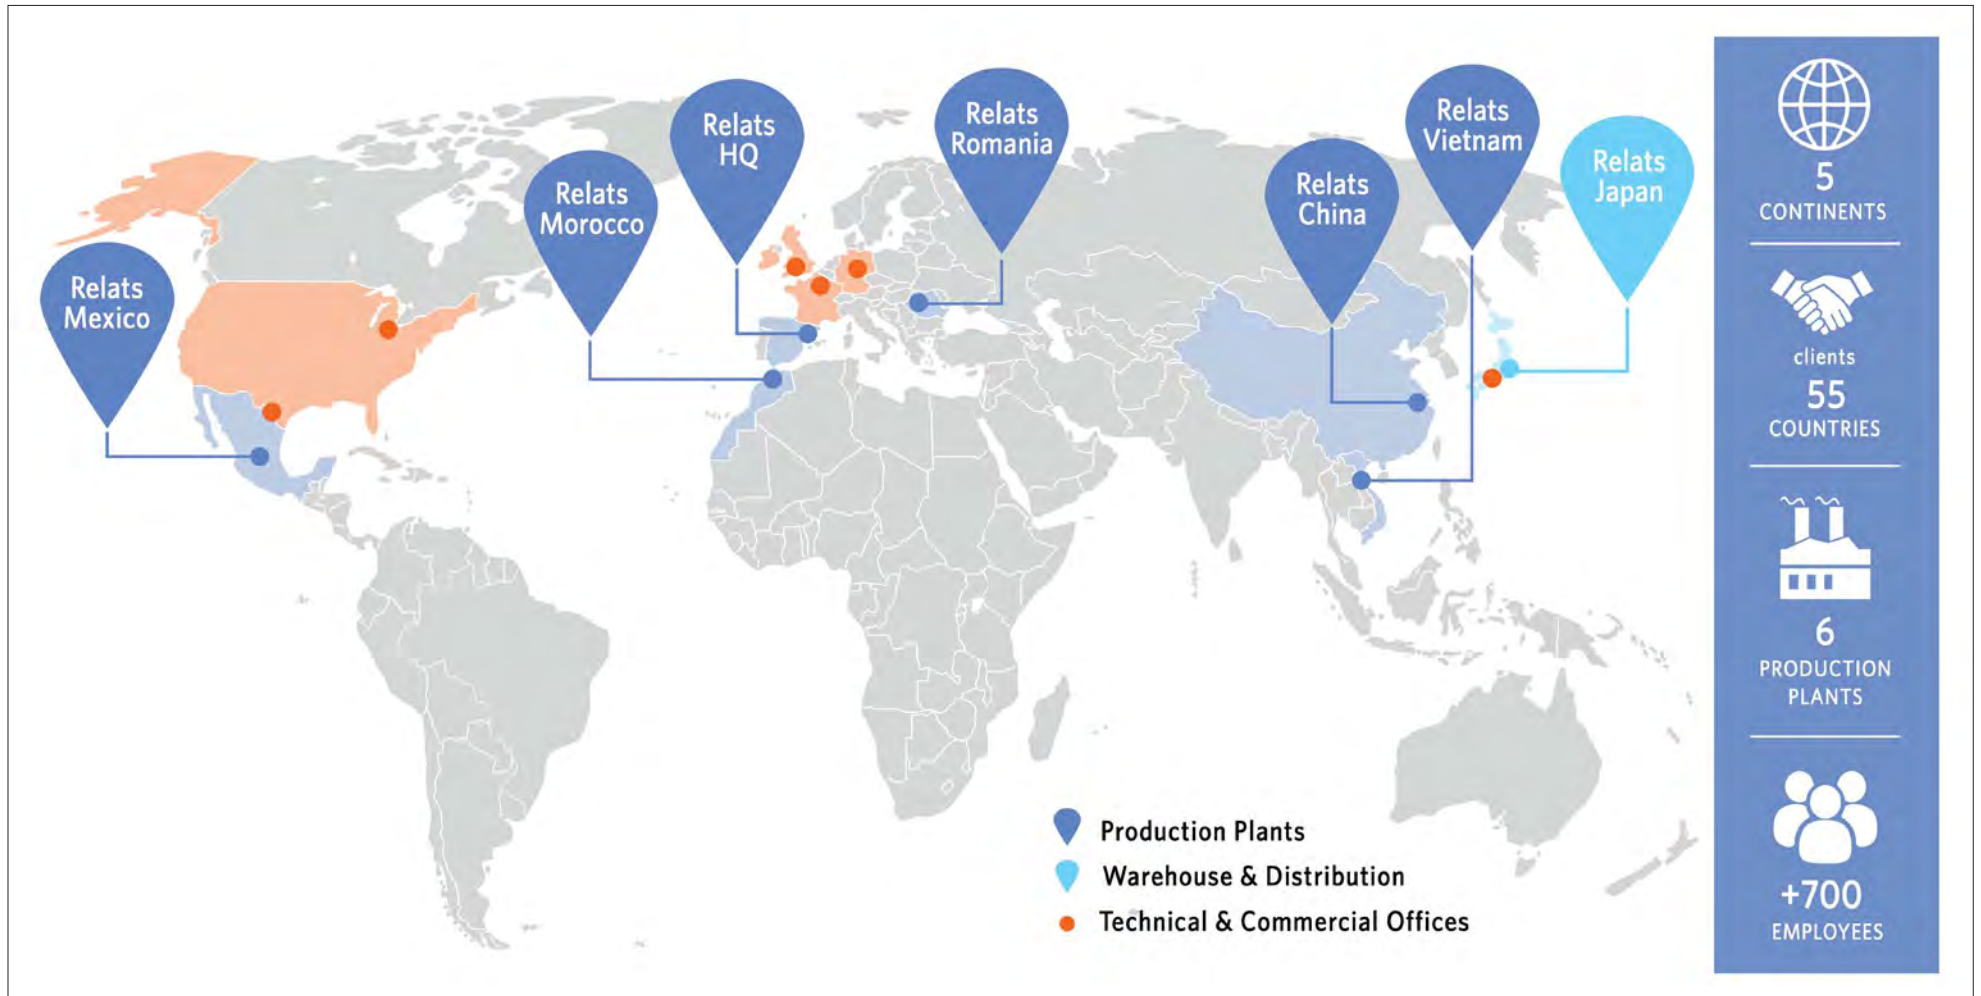 Relats
Mexico
Relats
Morocco
Relats
HQ
Relats
Romania
Relats
China
Relats
Vietnam
Relats
Japan
Production Plants
Warehouse & Distribution
Technical & Commercial Offices
5
CONTINENTS
clients
55
COUNTRIES
6
PRODUCTION
PLANTS
+700
EMPLOYEES